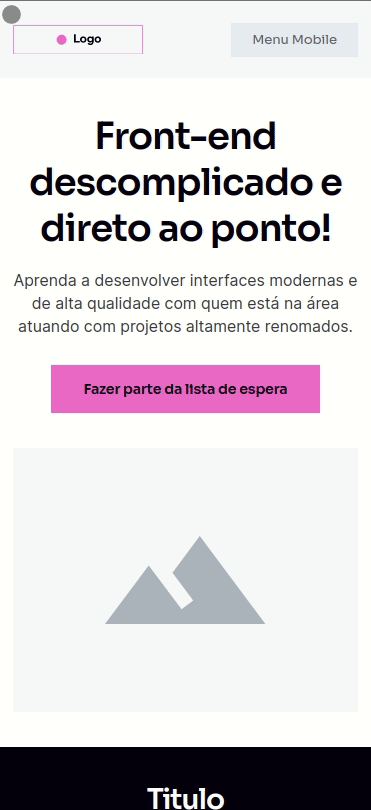 Logo
Menu Mobile
Front-end
descomplicado e
direto ao ponto!
Aprenda a desenvolver interfaces modernas e
de alta qualidade com quem está na área
atuando com projetos altamente renomados.
Fazer parte da lista de espera
Titulo